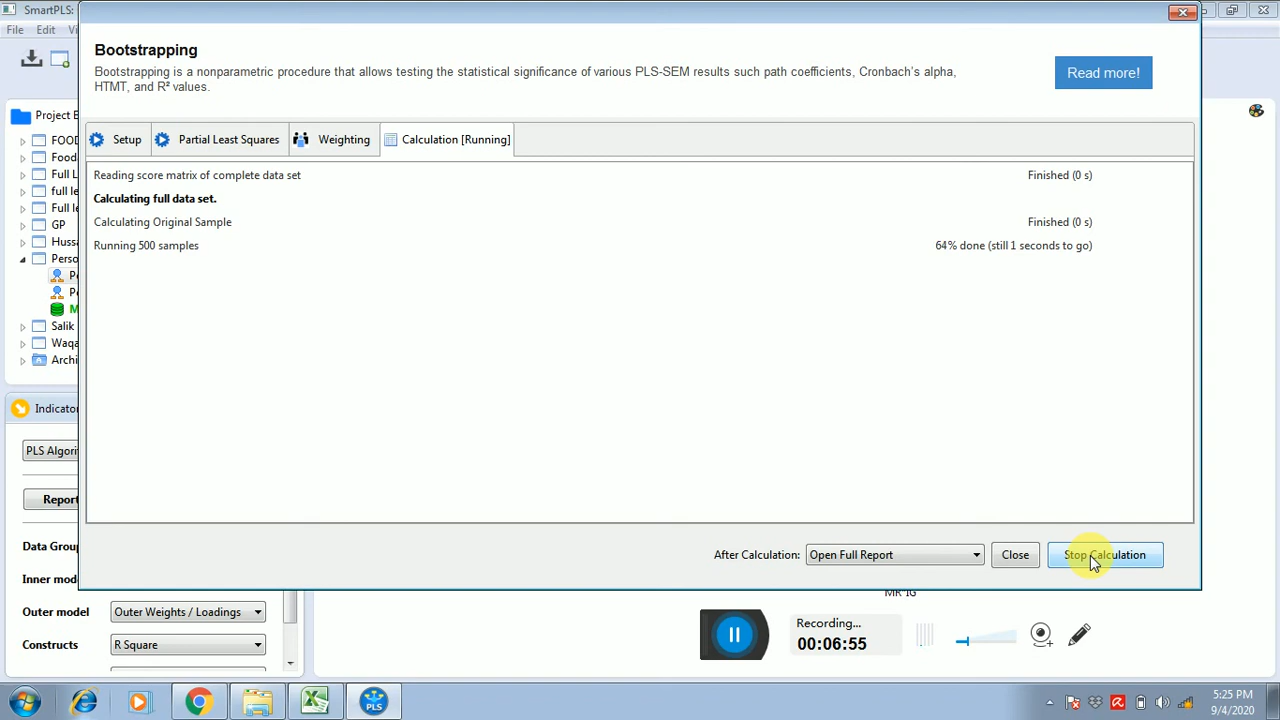 SmartPLS:
File Edit Vi
Bootstrapping
Bootstrapping is a nonparametric procedure that allows testing the statistical significance of various PLS-SEM results such path coefficients, Cronbach's alpha,
HTMT, and R² values.
Read more!
Setup Partial Least Squares Weighting Calculation [Running]
Project E
FOOD
Food
Full L
full le
Full le
GP
Hussa
Perso
Pe
Pe
M
Salik
Waqa
Archi
Reading score matrix of complete data set Finished (0 s)
Calculating full data set.
Calculating Original Sample Finished (0 s)
Running 500 samples 64% done (still 1 seconds to go)
Indicator
PLS Algori
Report
Data Group
Inner mod
Outer model Outer Weights / Loadings
Constructs R Square
After Calculation: Open Full Report Close Stop Calculation
Recording...
00:06:55
PLS
5:25 PM
9/4/2020